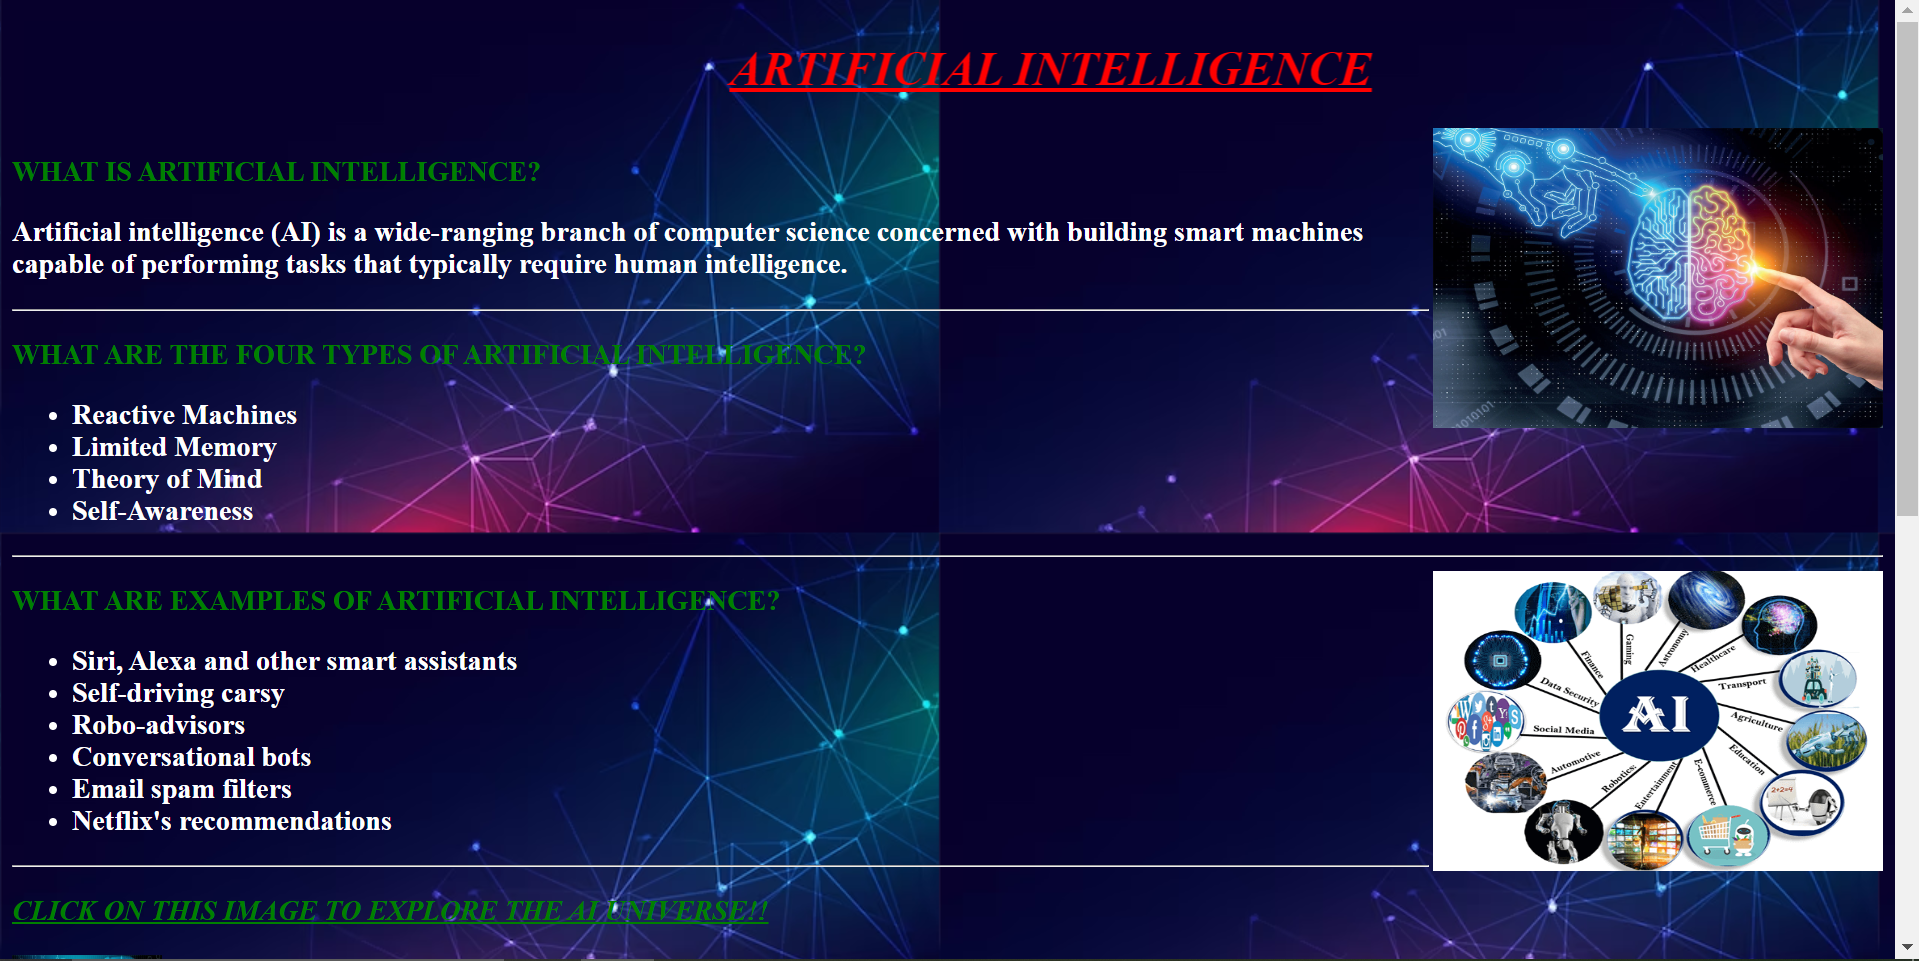 ARTIFICIAL INTELLIGENCE
WHAT IS ARTIFICIAL INTELLIGENCE?
Artificial intelligence (AI) is a wide-ranging branch of computer science concerned with building smart machines
capable of performing tasks that typically require human intelligence.
WHAT ARE THE FOUR TYPES OF ARTIFICIAL INTELLIGENCE?
• Reactive Machines
• Limited Memory
• Theory of Mind
• Self-Awareness
WHAT ARE EXAMPLES OF ARTIFICIAL INTELLIGENCE?
• Siri, Alexa and other smart assistants
• Self-driving carsy
• Robo-advisors
• Conversational bots
• Email spam filters
• Netflix's recommendations
AI
Gaming
Astronomy
Healthcare
Transport
Agriculture
Education
E-commerce
Entertainment
Robotics:
Automotive
Social Media
Data Security
Finance
2+2=4
CLICK ON THIS IMAGE TO EXPLORE THE AI UNIVERSE!!